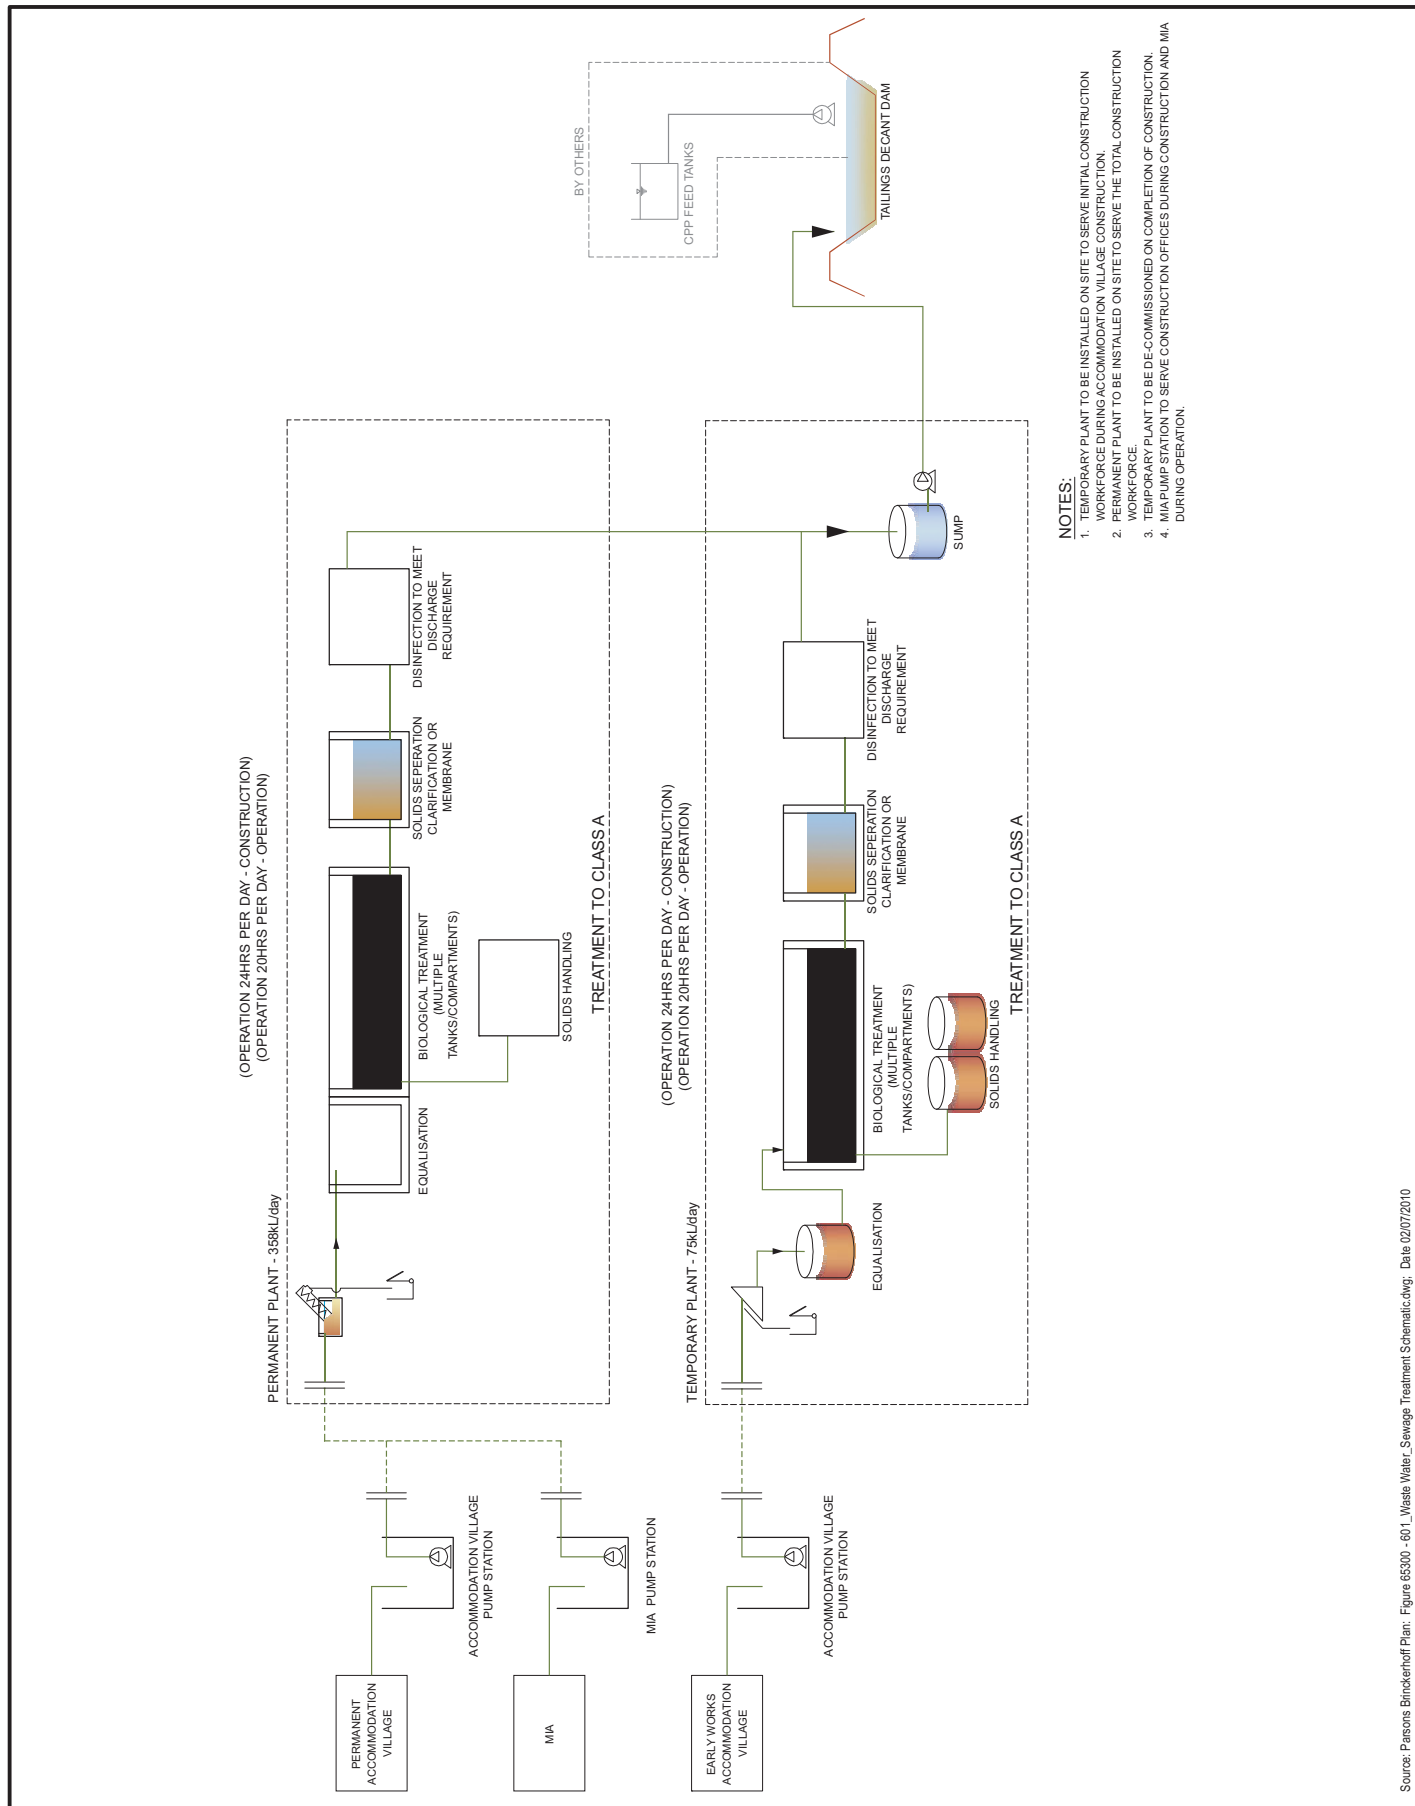 BY OTHERS
CPP FEED TANKS
TAILINGS DECANT DAM
(OPERATION 24HRS PER DAY - CONSTRUCTION)
(OPERATION 20HRS PER DAY - OPERATION)
PERMANENT PLANT - 358kL/day
EQUALISATION
BIOLOGICAL TREATMENT
(MULTIPLE
TANKS/COMPARTMENTS)
SOLIDS SEPERATION
CLARIFICATION OR
MEMBRANE
DISINFECTION TO MEET
DISCHARGE
REQUIREMENT
SOLIDS HANDLING
TREATMENT TO CLASS A
PERMANENT
ACCOMMODATION
VILLAGE
ACCOMMODATION VILLAGE
PUMP STATION
MIA
MIA PUMP STATION
(OPERATION 24HRS PER DAY - CONSTRUCTION)
(OPERATION 20HRS PER DAY - OPERATION)
TEMPORARY PLANT - 75kL/day
EQUALISATION
BIOLOGICAL TREATMENT
(MULTIPLE
TANKS/COMPARTMENTS)
SOLIDS SEPERATION
CLARIFICATION OR
MEMBRANE
DISINFECTION TO MEET
DISCHARGE
REQUIREMENT
SUMP
SOLIDS HANDLING
TREATMENT TO CLASS A
EARLY WORKS
ACCOMMODATION
VILLAGE
ACCOMMODATION VILLAGE
PUMP STATION
NOTES:
1. TEMPORARY PLANT TO BE INSTALLED ON SITE TO SERVE INITIAL CONSTRUCTION
WORKFORCE DURING ACCOMMODATION VILLAGE CONSTRUCTION.
2. PERMANENT PLANT TO BE INSTALLED ON SITE TO SERVE THE TOTAL CONSTRUCTION
WORKFORCE.
3. TEMPORARY PLANT TO BE DE-COMMISSIONED ON COMPLETION OF CONSTRUCTION.
4. MIA PUMP STATION TO SERVE CONSTRUCTION OFFICES DURING CONSTRUCTION AND MIA
DURING OPERATION.
Source: Parsons Brinckerhoff Plan: Figure 65300 - 601_Waste Water_Sewage Treatment Schematic.dwg: Date 02/07/2010